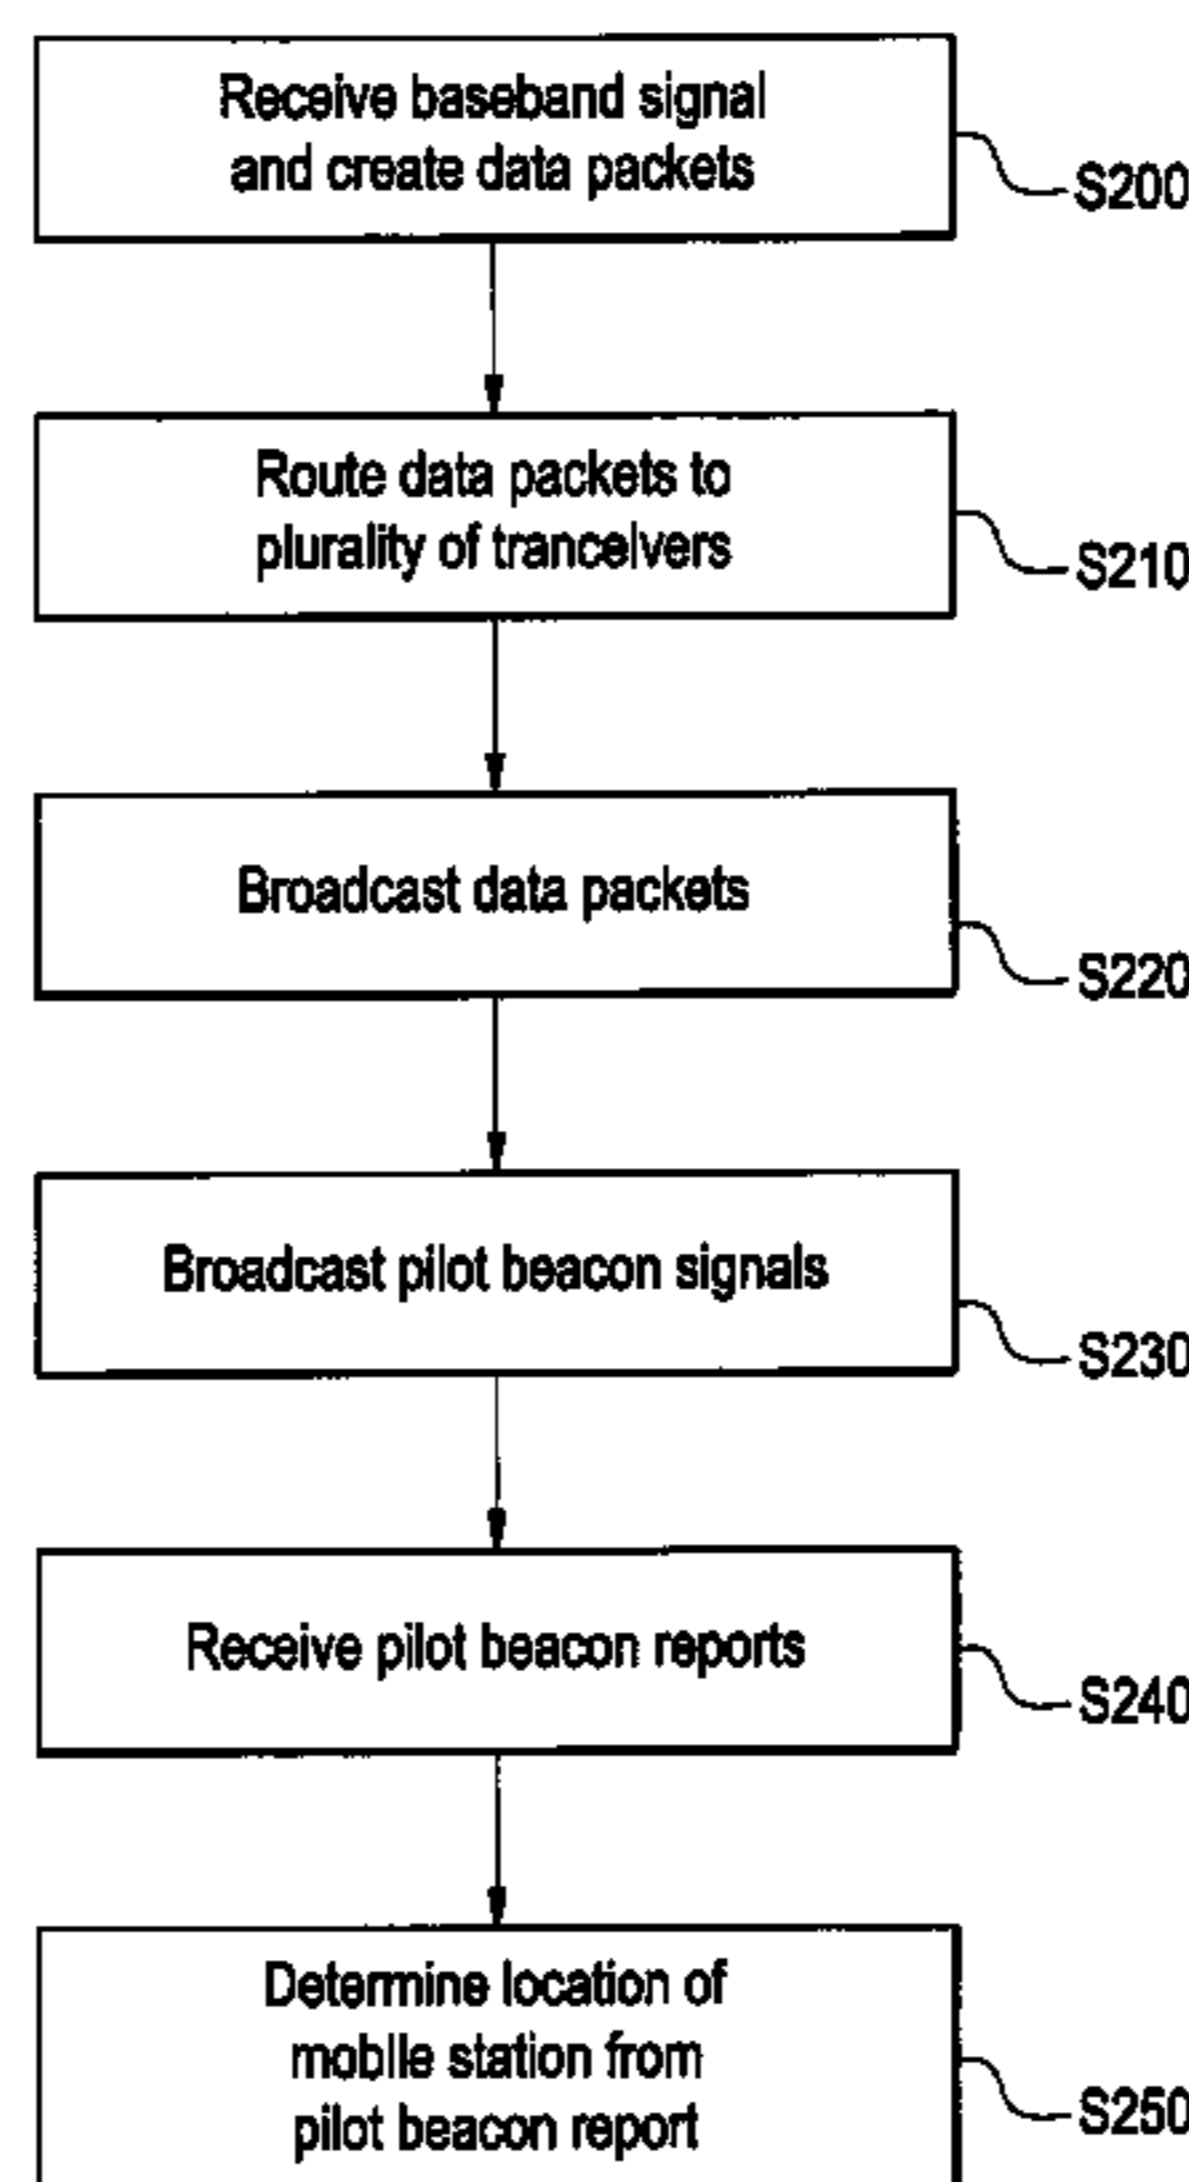 Receive baseband signal
and create data packets
S200
Route data packets to
plurality of trancelvers
S210
Broadcast data packets
S220
Broadcast pilot beacon signals
S230
Receive pilot beacon reports
S240
Determine location of
mobile station from
pilot beacon report
S250